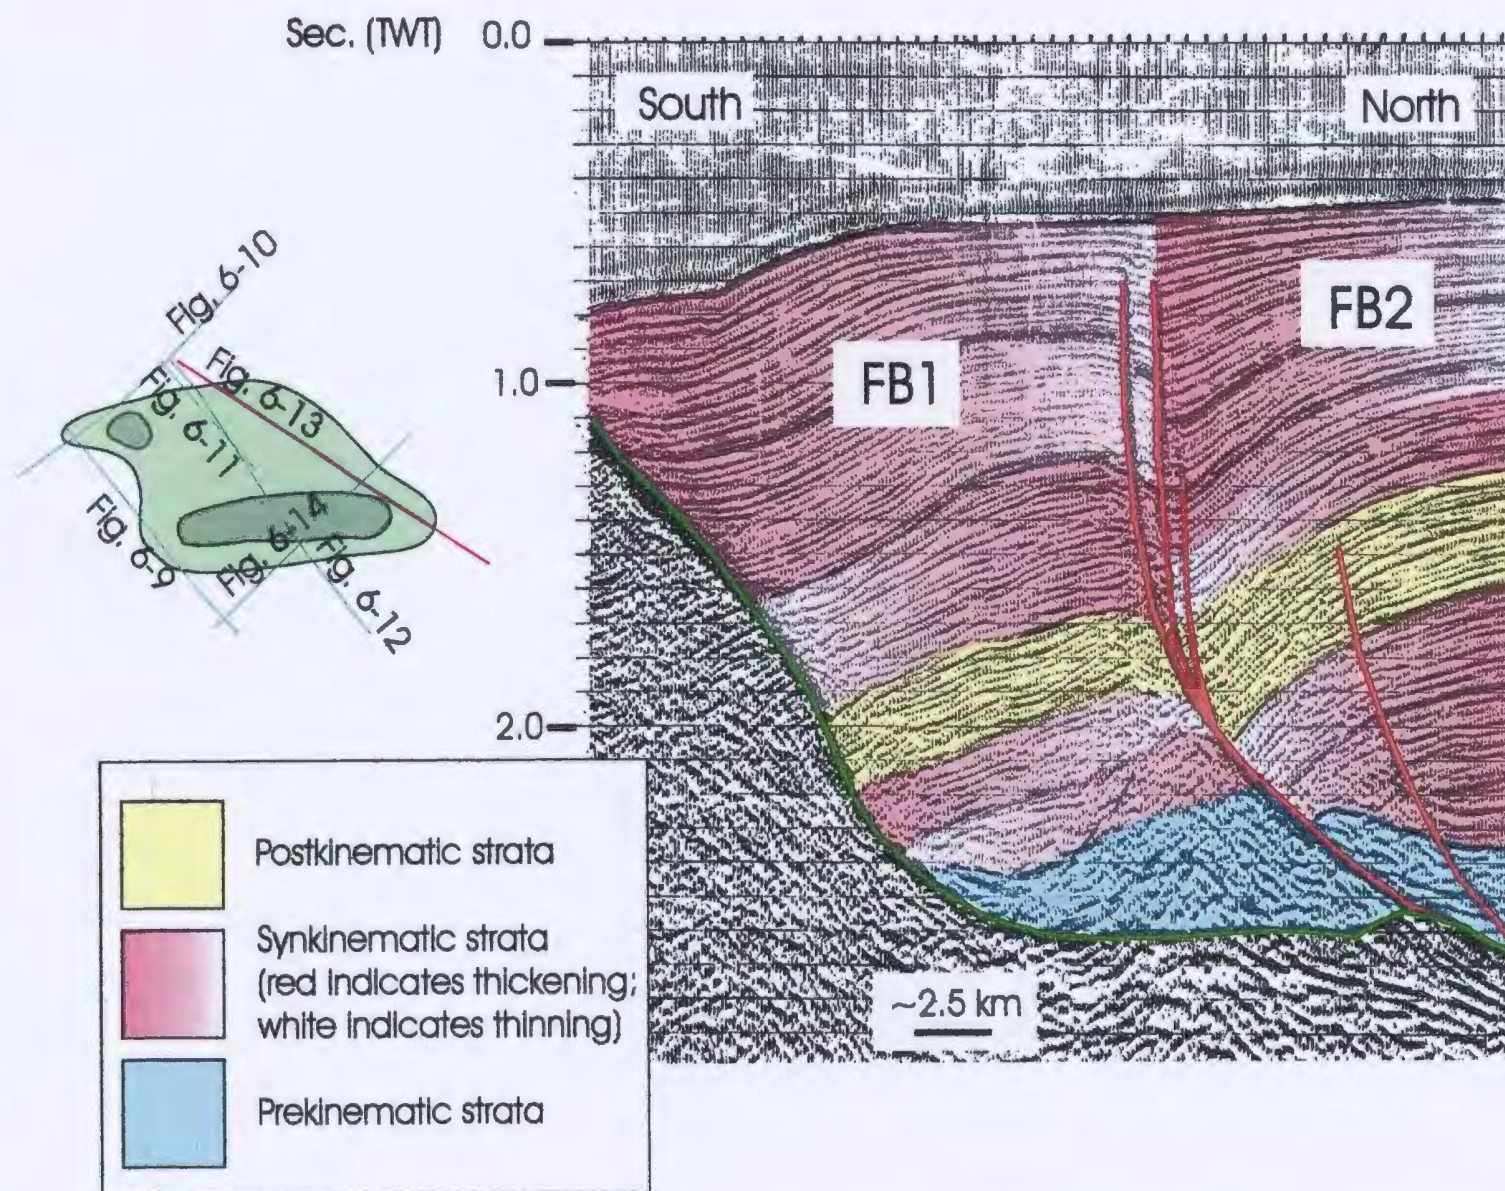 Sec. (TWT) 0.0
South
North
Fig. 6-10
Fig. 6-13
Fig. 6-11
FB2
1.0
FB1
Fig. 6-9
Fig. 6-14
Fig. 6-12
2.0
Postkinematic strata
Synkinematic strata
(red indicates thickening;
white indicates thinning)
~2.5 km
Prekinematic strata